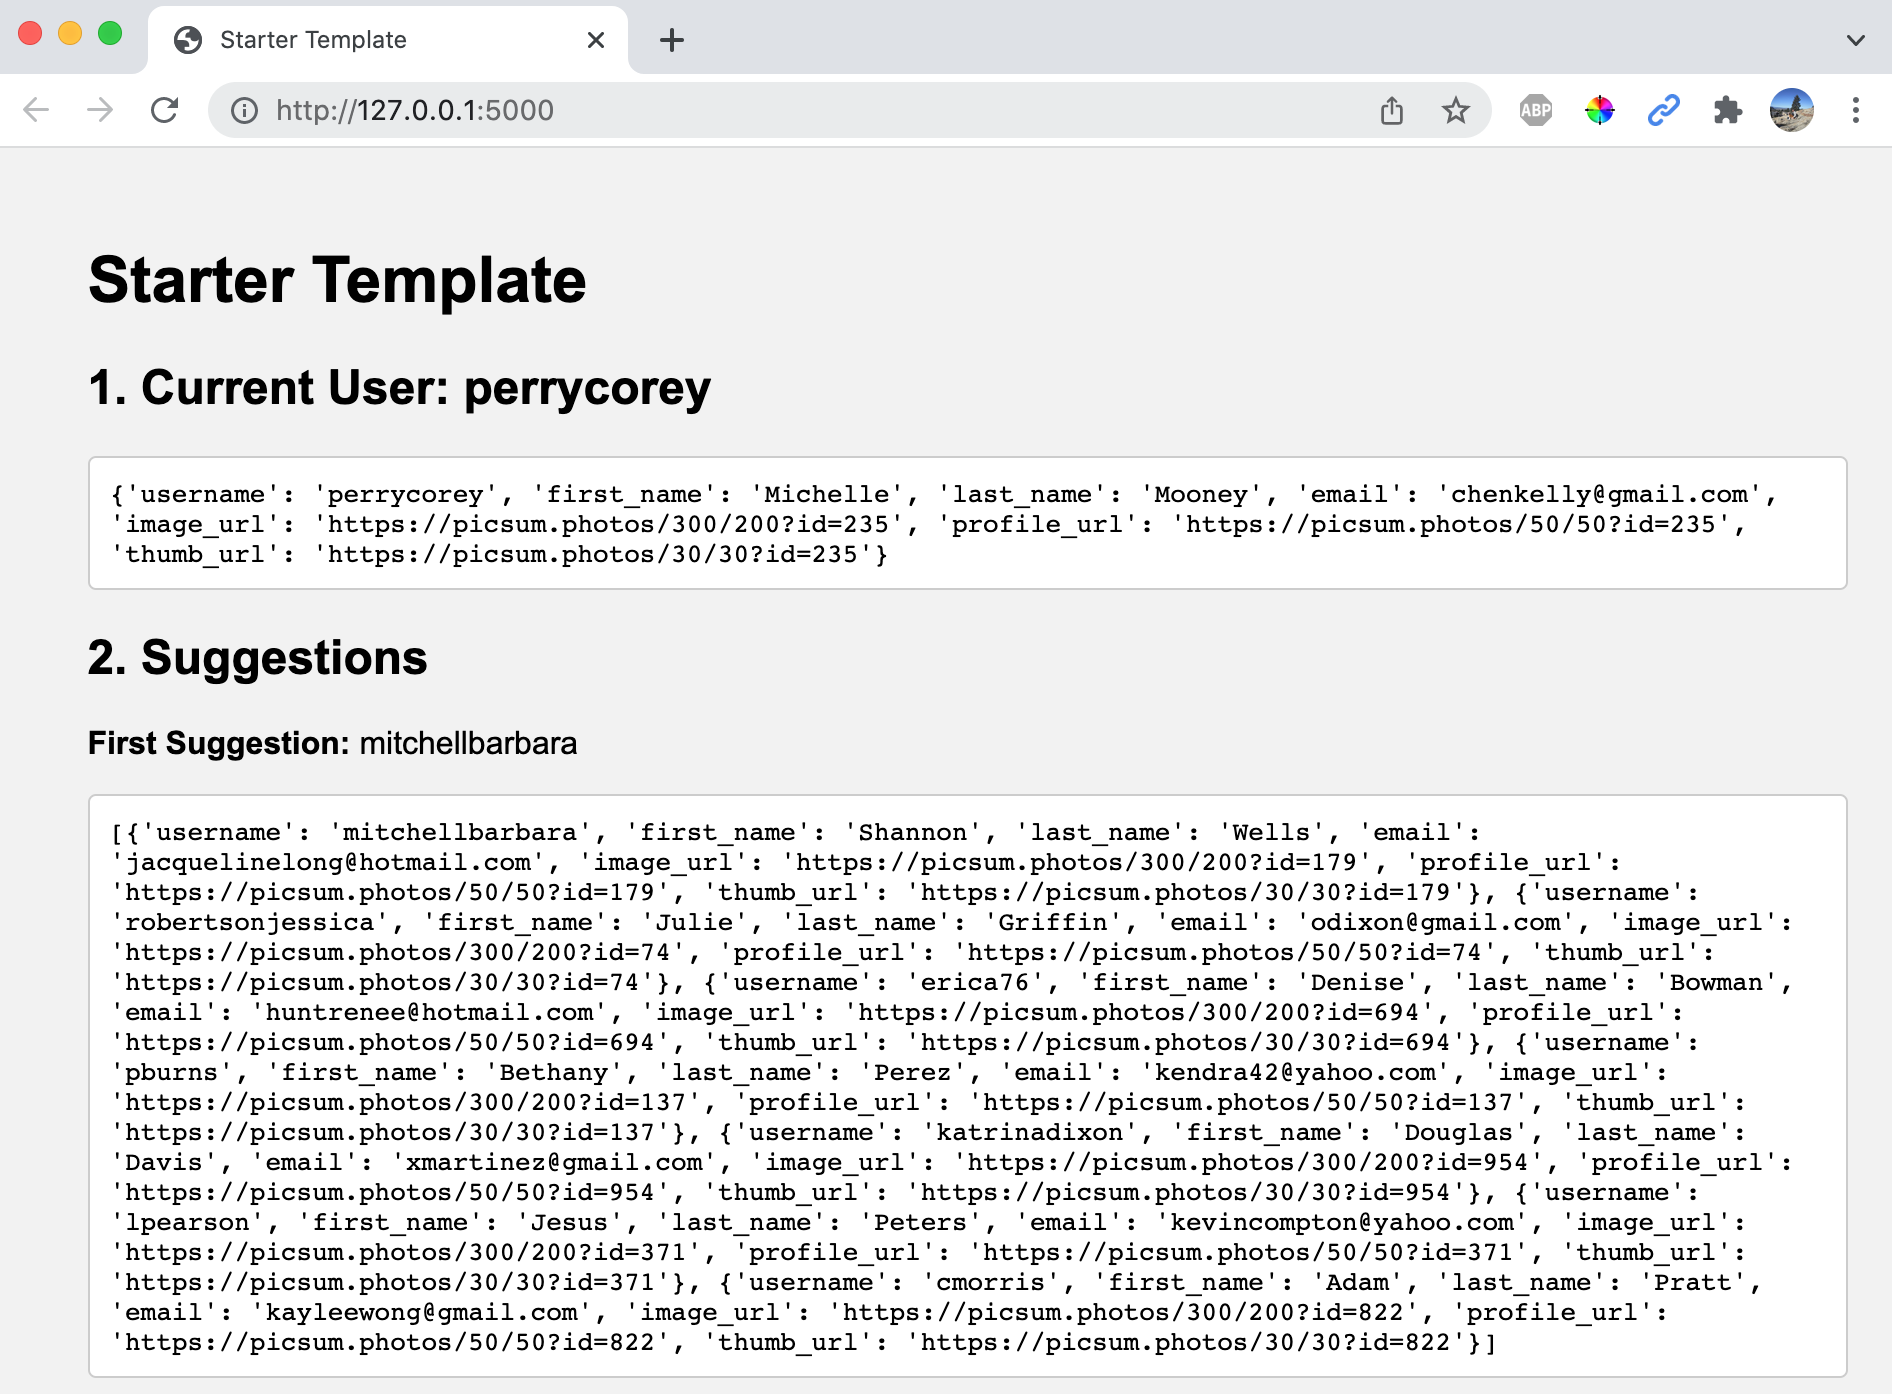 Starter Template
http://127.0.0.1:5000
ABP
Starter Template
1. Current User: perrycorey
{'username': 'perrycorey', 'first_name': 'Michelle', 'last_name': 'Mooney', 'email': 'chenkelly@gmail.com',
'image_url': 'https://picsum.photos/300/200?id=235', 'profile_url': 'https://picsum.photos/50/50?id=235',
'thumb_url': 'https://picsum.photos/30/30?id=235'}
2. Suggestions
First Suggestion: mitchellbarbara
[{'username': 'mitchellbarbara', 'first_name': 'Shannon', 'last_name': 'Wells', 'email':
'jacquelinelong@hotmail.com', 'image_url': 'https://picsum.photos/300/200?id=179', 'profile_url':
'https://picsum.photos/50/50?id=179', 'thumb_url': 'https://picsum.photos/30/30?id=179'}, {'username':
'robertsonjessica', 'first_name': 'Julie', 'last_name': 'Griffin', 'email': 'odixon@gmail.com', 'image_url':
'https://picsum.photos/300/200?id=74', 'profile_url': 'https://picsum.photos/50/50?id=74', 'thumb_url':
'https://picsum.photos/30/30?id=74'}, {'username': 'erica76', 'first_name': 'Denise', 'last_name': 'Bowman',
'email': 'huntrenee@hotmail.com', 'image_url': 'https://picsum.photos/300/200?id=694', 'profile_url':
'https://picsum.photos/50/50?id=694', 'thumb_url': 'https://picsum.photos/30/30?id=694'}, {'username':
'pburns', 'first_name': 'Bethany', 'last_name': 'Perez', 'email': 'kendra42@yahoo.com', 'image_url':
'https://picsum.photos/300/200?id=137', 'profile_url': 'https://picsum.photos/50/50?id=137', 'thumb_url':
'https://picsum.photos/30/30?id=137'}, {'username': 'katrinadixon', 'first_name': 'Douglas', 'last_name':
'Davis', 'email': 'xmartinez@gmail.com', 'image_url': 'https://picsum.photos/300/200?id=954', 'profile_url':
'https://picsum.photos/50/50?id=954', 'thumb_url': 'https://picsum.photos/30/30?id=954'}, {'username':
'lpearson', 'first_name': 'Jesus', 'last_name': 'Peters', 'email': 'kevincompton@yahoo.com', 'image_url':
'https://picsum.photos/300/200?id=371', 'profile_url': 'https://picsum.photos/50/50?id=371', 'thumb_url':
'https://picsum.photos/30/30?id=371'}, {'username': 'cmorris', 'first_name': 'Adam', 'last_name': 'Pratt',
'email': 'kayleewong@gmail.com', 'image_url': 'https://picsum.photos/300/200?id=822', 'profile_url':
'https://picsum.photos/50/50?id=822', 'thumb_url': 'https://picsum.photos/30/30?id=822'}]